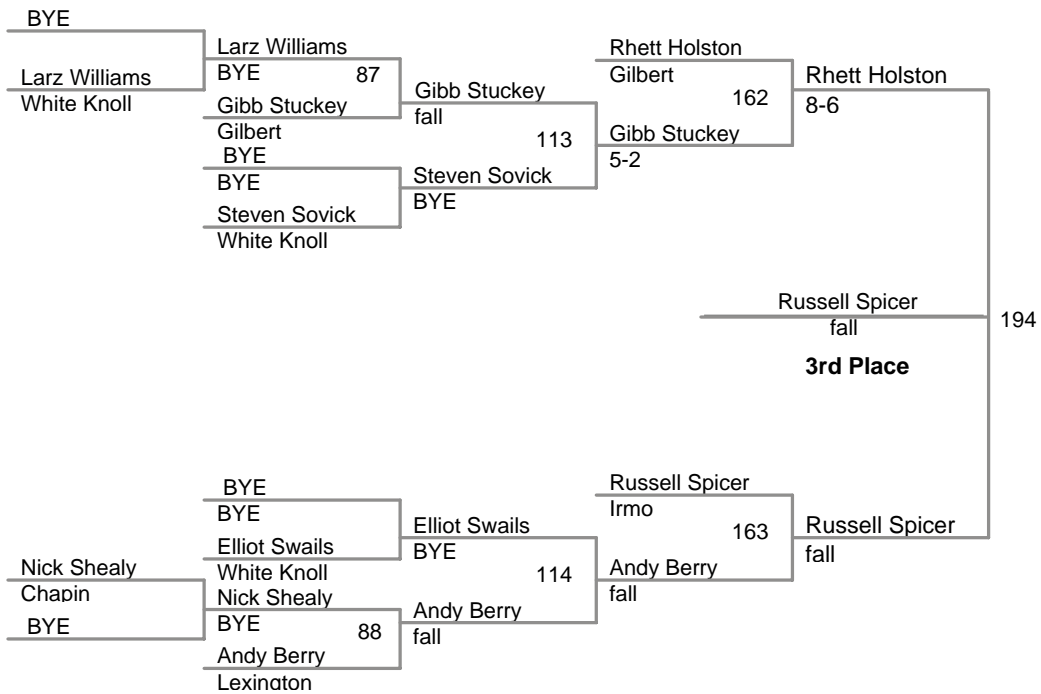 BYE
Larz Williams
White Knoll
Larz Williams
BYE
87
Gibb Stuckey
Gilbert
BYE
BYE
Steven Sovick
White Knoll
Gibb Stuckey
fall
113
Steven Sovick
BYE
Rhett Holston
Gilbert
162
Gibb Stuckey
5-2
Rhett Holston
8-6
Russell Spicer
fall
194
3rd Place
BYE
BYE
Elliot Swails
White Knoll
Nick Shealy
Chapin
BYE
Nick Shealy
BYE
88
Andy Berry
Lexington
Elliot Swails
BYE
114
Andy Berry
fall
Russell Spicer
Irmo
163
Andy Berry
fall
Russell Spicer
fall